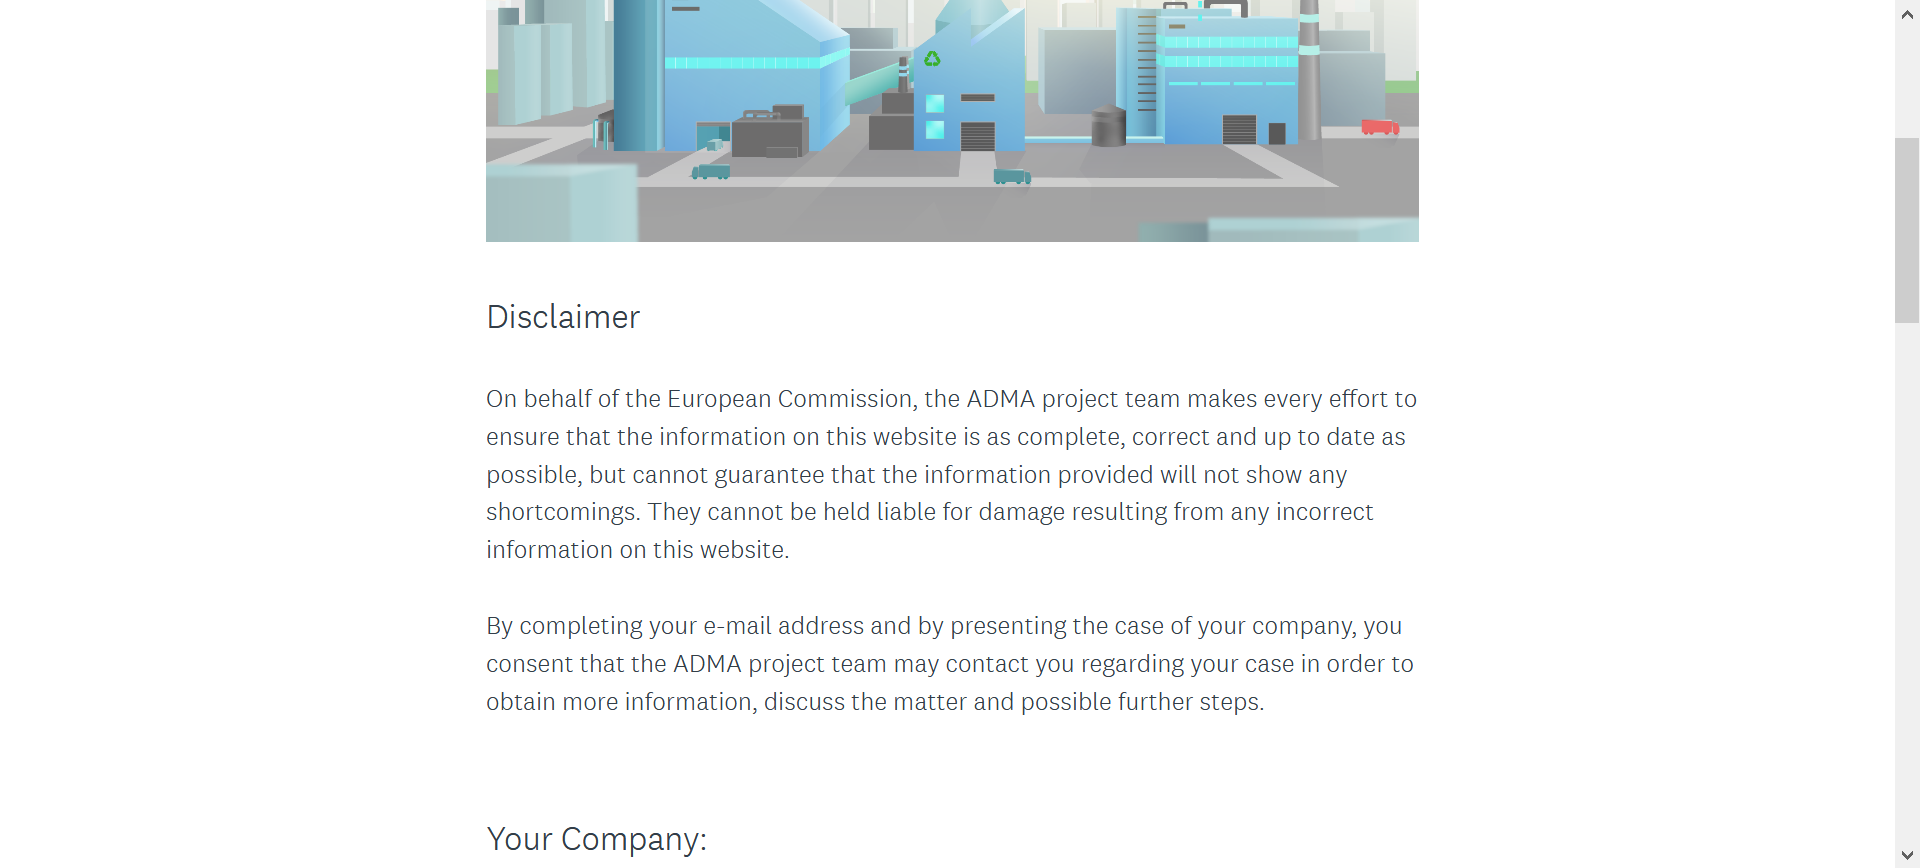 Disclaimer
On behalf of the European Commission, the ADMA project team makes every effort to
ensure that the information on this website is as complete, correct and up to date as
possible, but cannot guarantee that the information provided will not show any
shortcomings. They cannot be held liable for damage resulting from any incorrect
information on this website.
By completing your e-mail address and by presenting the case of your company, you
consent that the ADMA project team may contact you regarding your case in order to
obtain more information, discuss the matter and possible further steps.
Your Company: